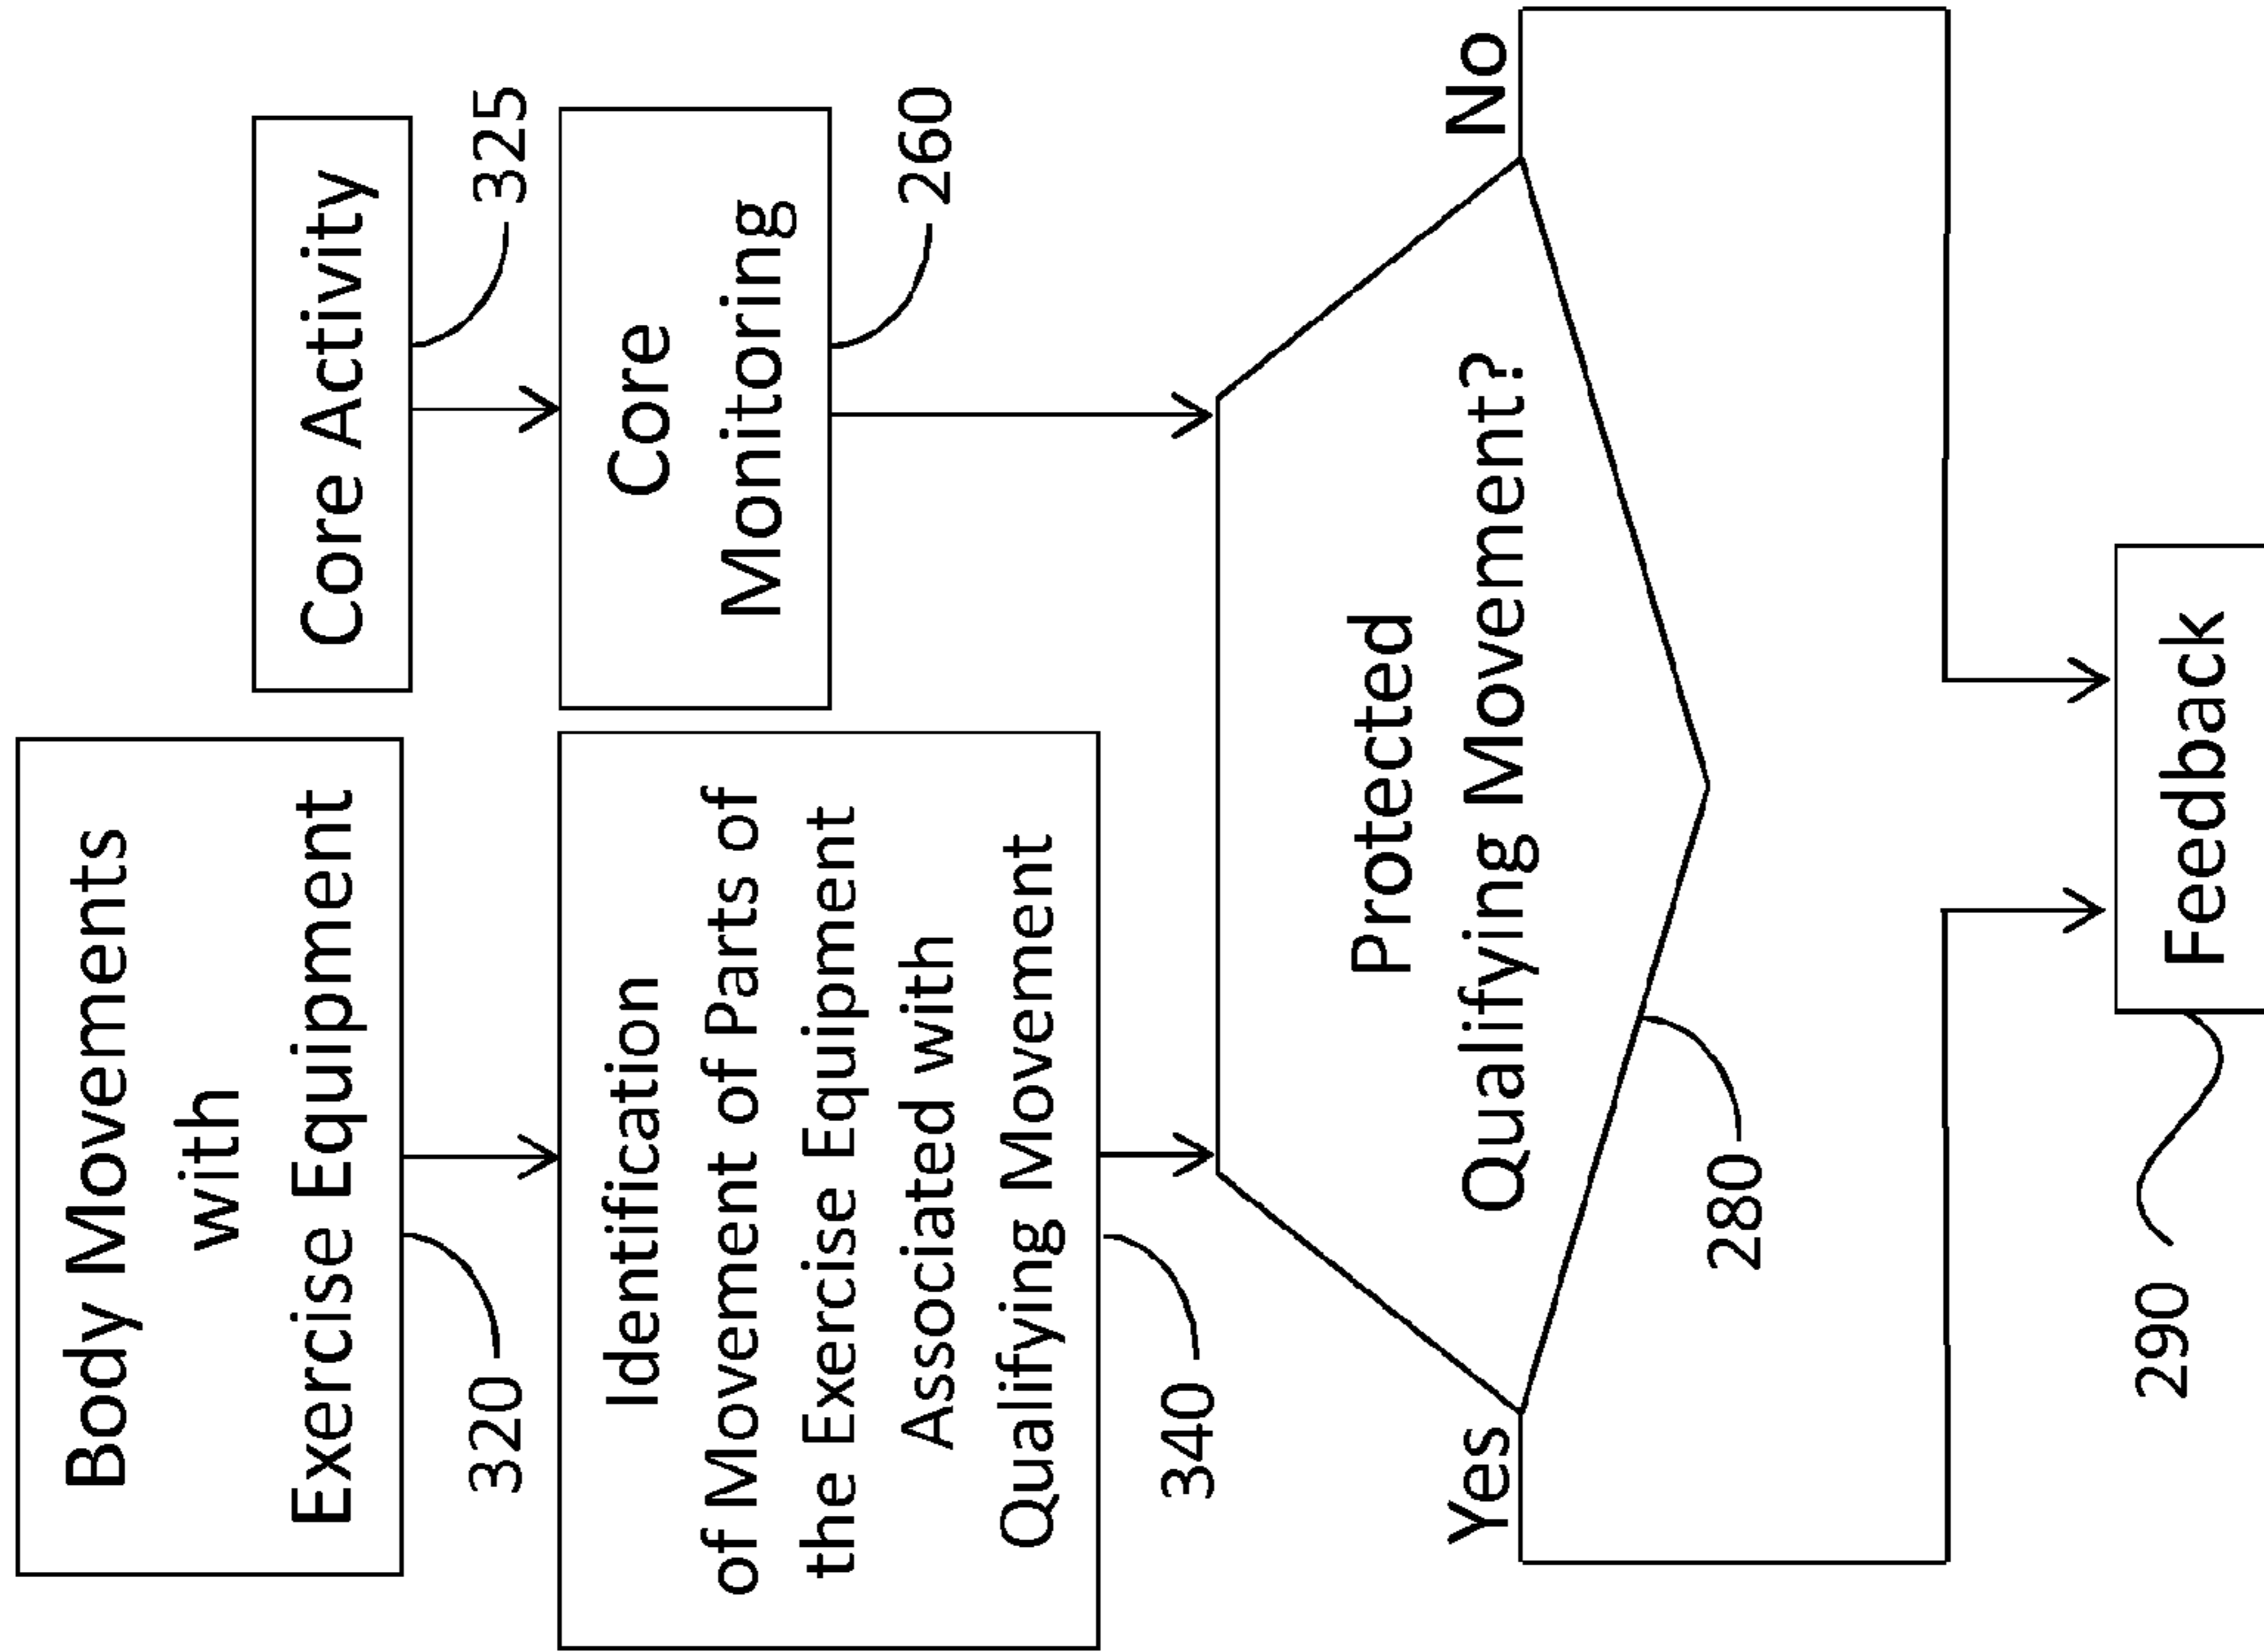 Body Movements
with
Exercise Equipment
320
Core Activity
325
Identification
of Movement of Parts of
the Exercise Equipment
Associated with
Qualifying Movement
340
Core
Monitoring
260
Protected
Qualifying Movement?
Yes
No
280
Feedback
290